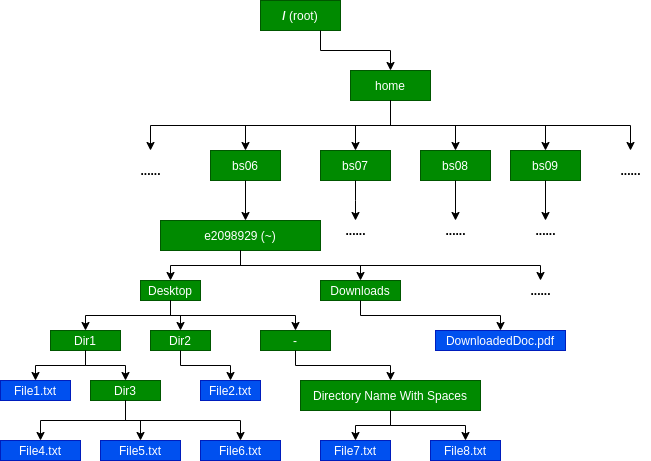 / (root)
home
......
bs06
bs07
bs08
bs09
......
e2098929 (~)
......
......
......
Desktop
Downloads
......
Dir1
Dir2
-
DownloadedDoc.pdf
File1.txt
Dir3
File2.txt
Directory Name With Spaces
File4.txt
File5.txt
File6.txt
File7.txt
File8.txt